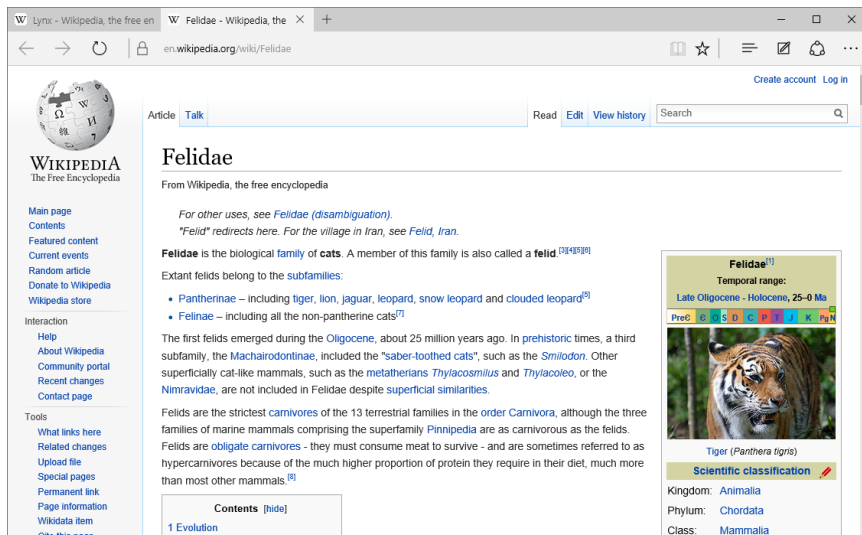 Lynx - Wikipedia, the free en
Felidae - Wikipedia, the
en.wikipedia.org/wiki/Felidae
Create account Log in
Article Talk
Read Edit View history
Search
WIKIPEDIA
The Free Encyclopedia
Main page
Contents
Featured content
Current events
Random article
Donate to Wikipedia
Wikipedia store
Interaction
Help
About Wikipedia
Community portal
Recent changes
Contact page
Tools
What links here
Related changes
Upload file
Special pages
Permanent link
Page information
Wikidata item
Cite this page
Felidae
From Wikipedia, the free encyclopedia
For other uses, see Felidae (disambiguation).
"Felid" redirects here. For the village in Iran, see Felid, Iran.
Felidae is the biological family of cats. A member of this family is also called a felid.[3][4][5][6]
Extant felids belong to the subfamilies:
• Pantherinae – including tiger, lion, jaguar, leopard, snow leopard and clouded leopard[5]
• Felinae – including all the non-pantherine cats[7]
The first felids emerged during the Oligocene, about 25 million years ago. In prehistoric times, a third
subfamily, the Machairodontinae, included the "saber-toothed cats", such as the Smilodon. Other
superficially cat-like mammals, such as the metatherians Thylacosmilus and Thylacoleo, or the
Nimravidae, are not included in Felidae despite superficial similarities.
Felids are the strictest carnivores of the 13 terrestrial families in the order Carnivora, although the three
families of marine mammals comprising the superfamily Pinnipedia are as carnivorous as the felids.
Felids are obligate carnivores - they must consume meat to survive - and are sometimes referred to as
hypercarnivores because of the much higher proportion of protein they require in their diet, much more
than most other mammals.[8]
Contents [hide]
1 Evolution
Felidae[1]
Temporal range:
Late Oligocene - Holocene, 25–0 Ma
PreꞒ Ꞓ O S D C P T J K Pg N
Tiger (Panthera tigris)
Scientific classification
Kingdom: Animalia
Phylum: Chordata
Class: Mammalia